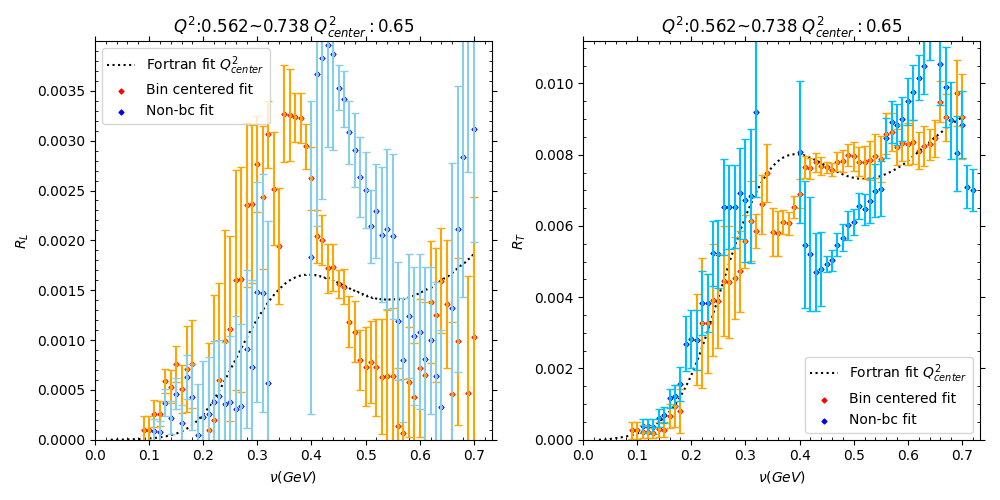 Q²:0.562~0.738 Q²center : 0.65
Fortran fit Q²center
Bin centered fit
Non-bc fit
R_L
0.0035
0.0030
0.0025
0.0020
0.0015
0.0010
0.0005
0.0000
0.0 0.1 0.2 0.3 0.4 0.5 0.6 0.7
ν(GeV)
Q²:0.562~0.738 Q²center : 0.65
R_T
0.010
0.008
0.006
0.004
0.002
0.000
Fortran fit Q²center
Bin centered fit
Non-bc fit
0.0 0.1 0.2 0.3 0.4 0.5 0.6 0.7
ν(GeV)